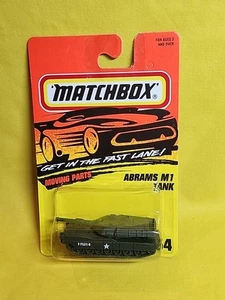 FOR AGES 3
AND OVER
MATCHBOX
GET IN THE FAST LANE!
MOVING PARTS
ABRAMS M1
TANK
4